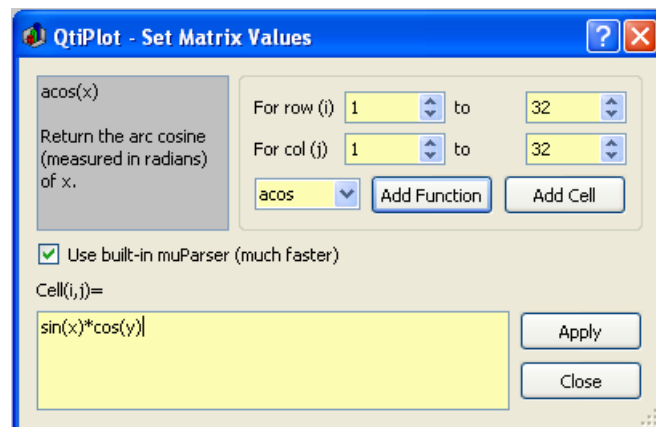 QtiPlot - Set Matrix Values
acos(x)
Return the arc cosine
(measured in radians)
of x.
For row (i) 1 to 32
For col (j) 1 to 32
acos Add Function Add Cell
Use built-in muParser (much faster)
Cell(i,j)=
sin(x)*cos(y)
Apply
Close